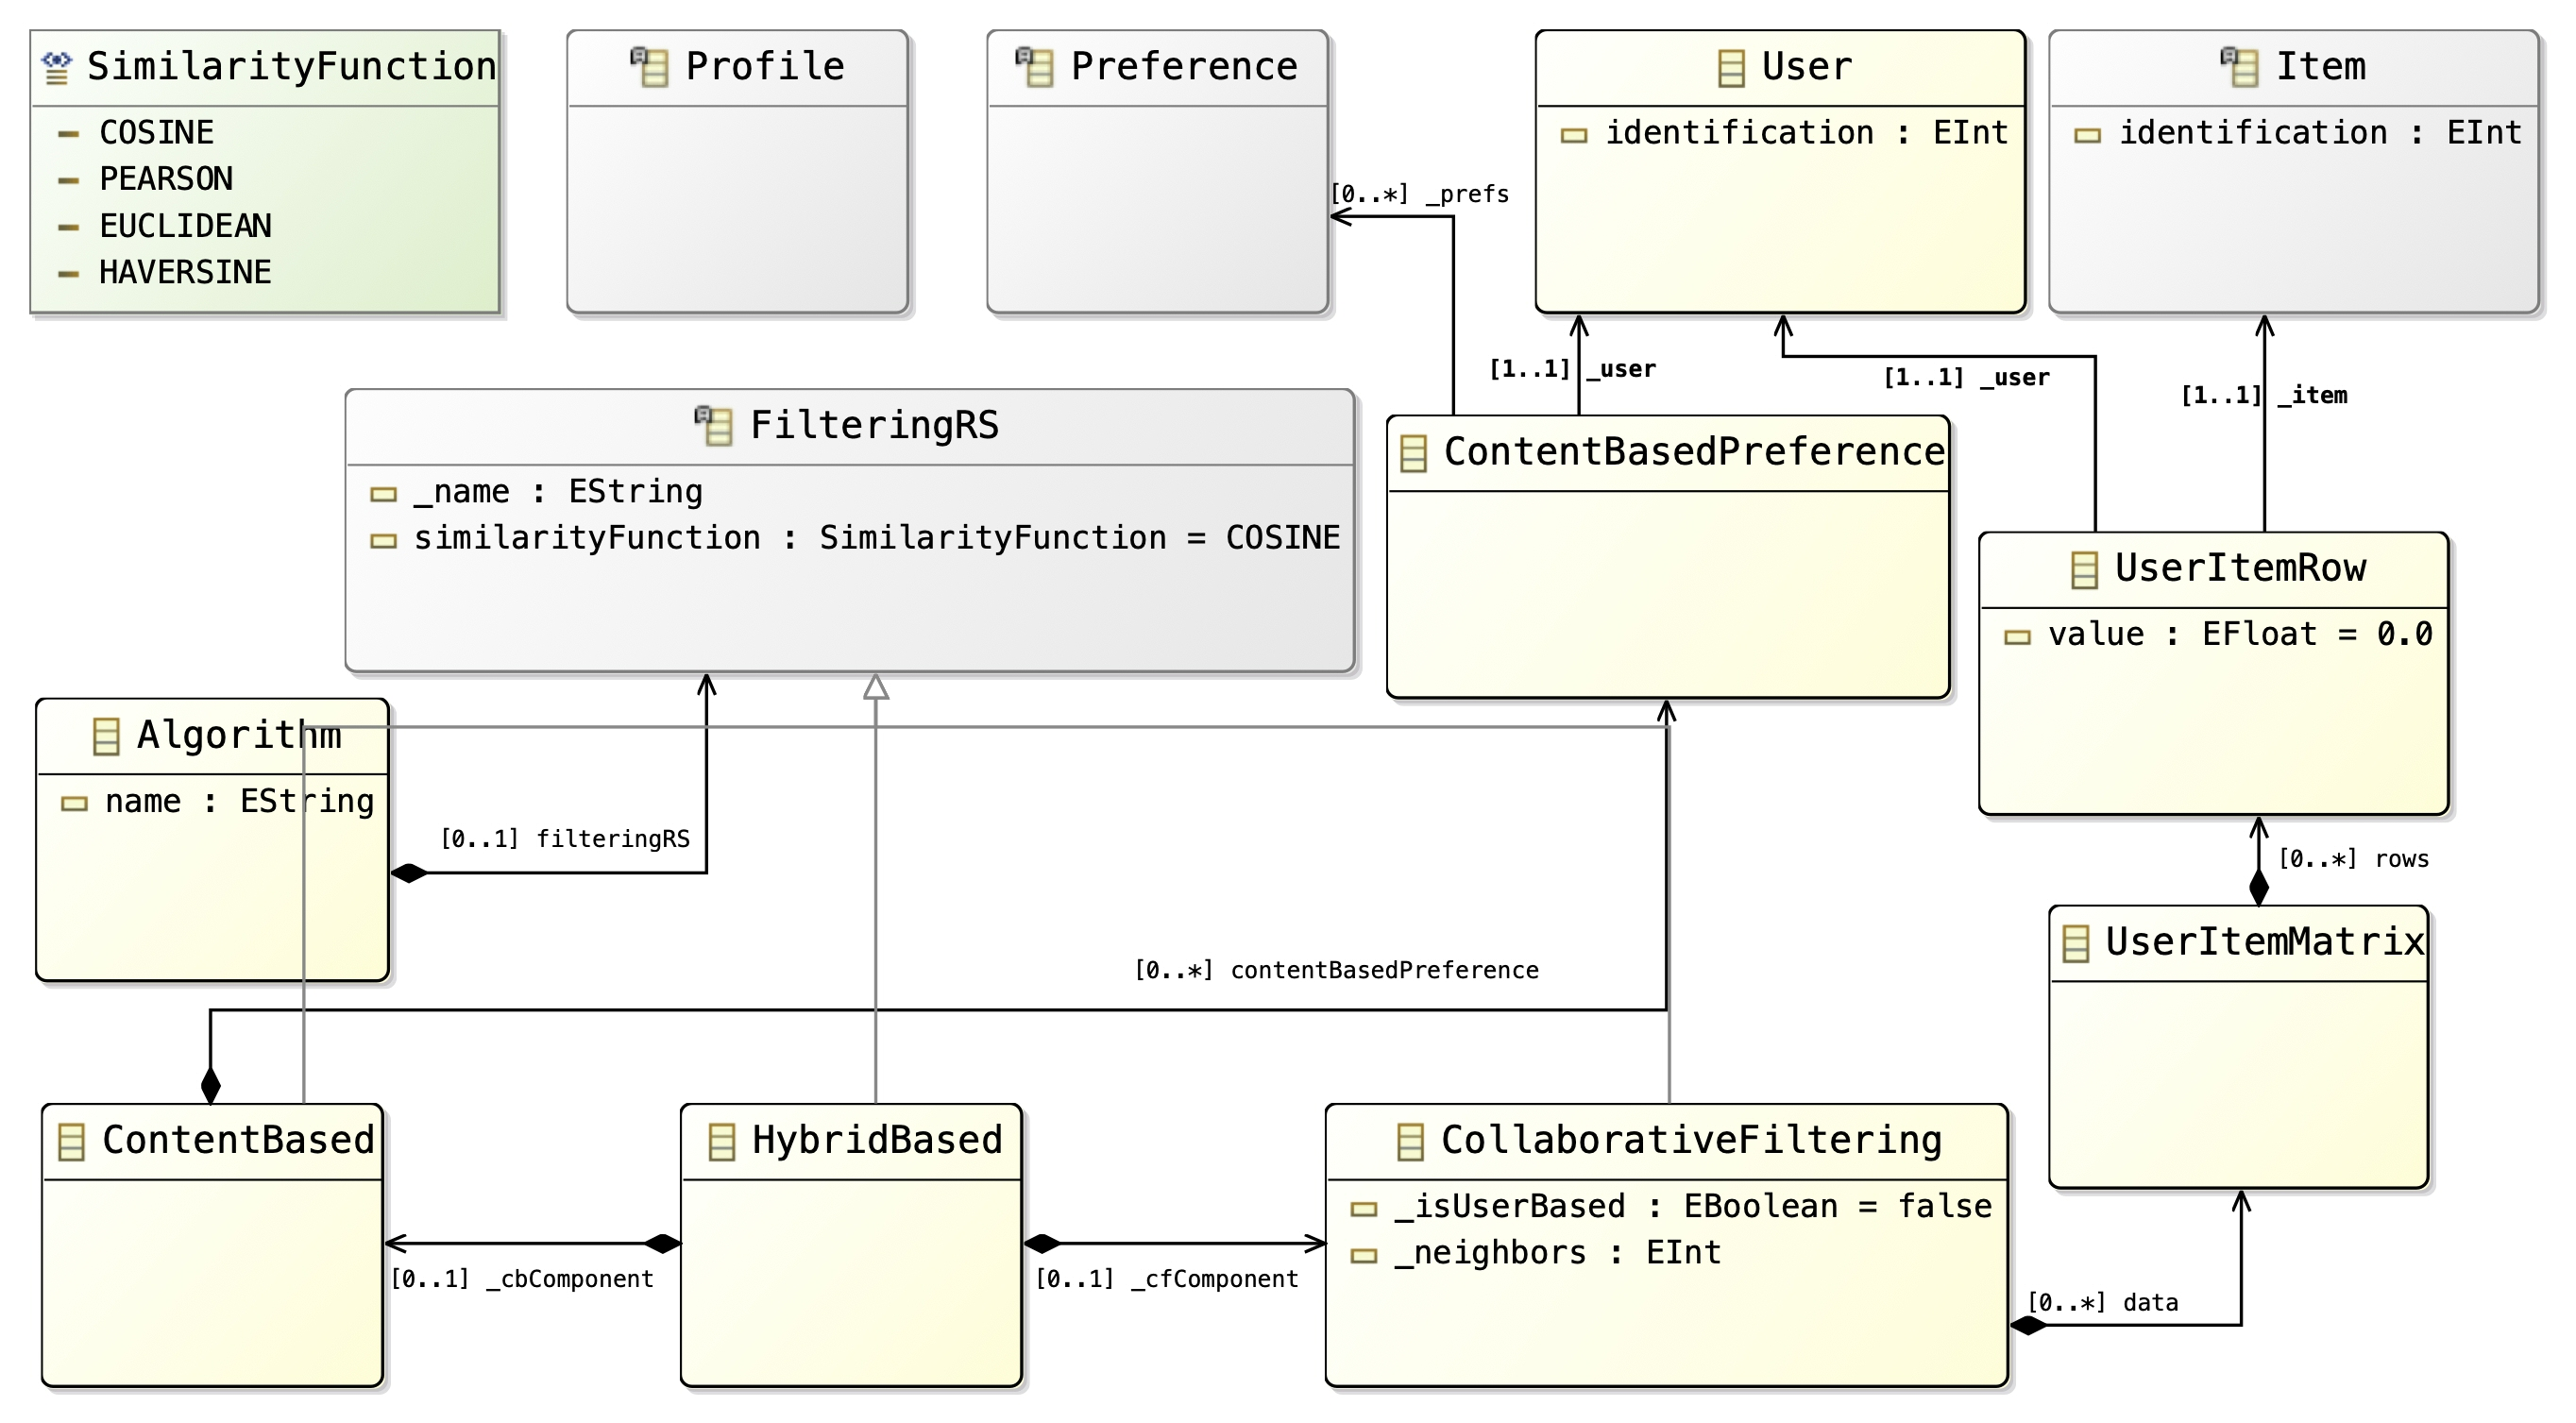 SimilarityFunction
COSINE
PEARSON
EUCLIDEAN
HAVERSINE
Profile
Preference
User
identification : EInt
Item
identification : EInt
[0..*] _prefs
[1..1] _user
[1..1] _user
[1..1] _item
FilteringRS
_name : EString
similarityFunction : SimilarityFunction = COSINE
ContentBasedPreference
UserItemRow
value : EFloat = 0.0
Algorithm
name : EString
[0..1] filteringRS
[0..*] rows
UserItemMatrix
[0..*] contentBasedPreference
ContentBased
HybridBased
CollaborativeFiltering
_isUserBased : EBoolean = false
_neighbors : EInt
[0..1] _cbComponent
[0..1] _cfComponent
[0..*] data